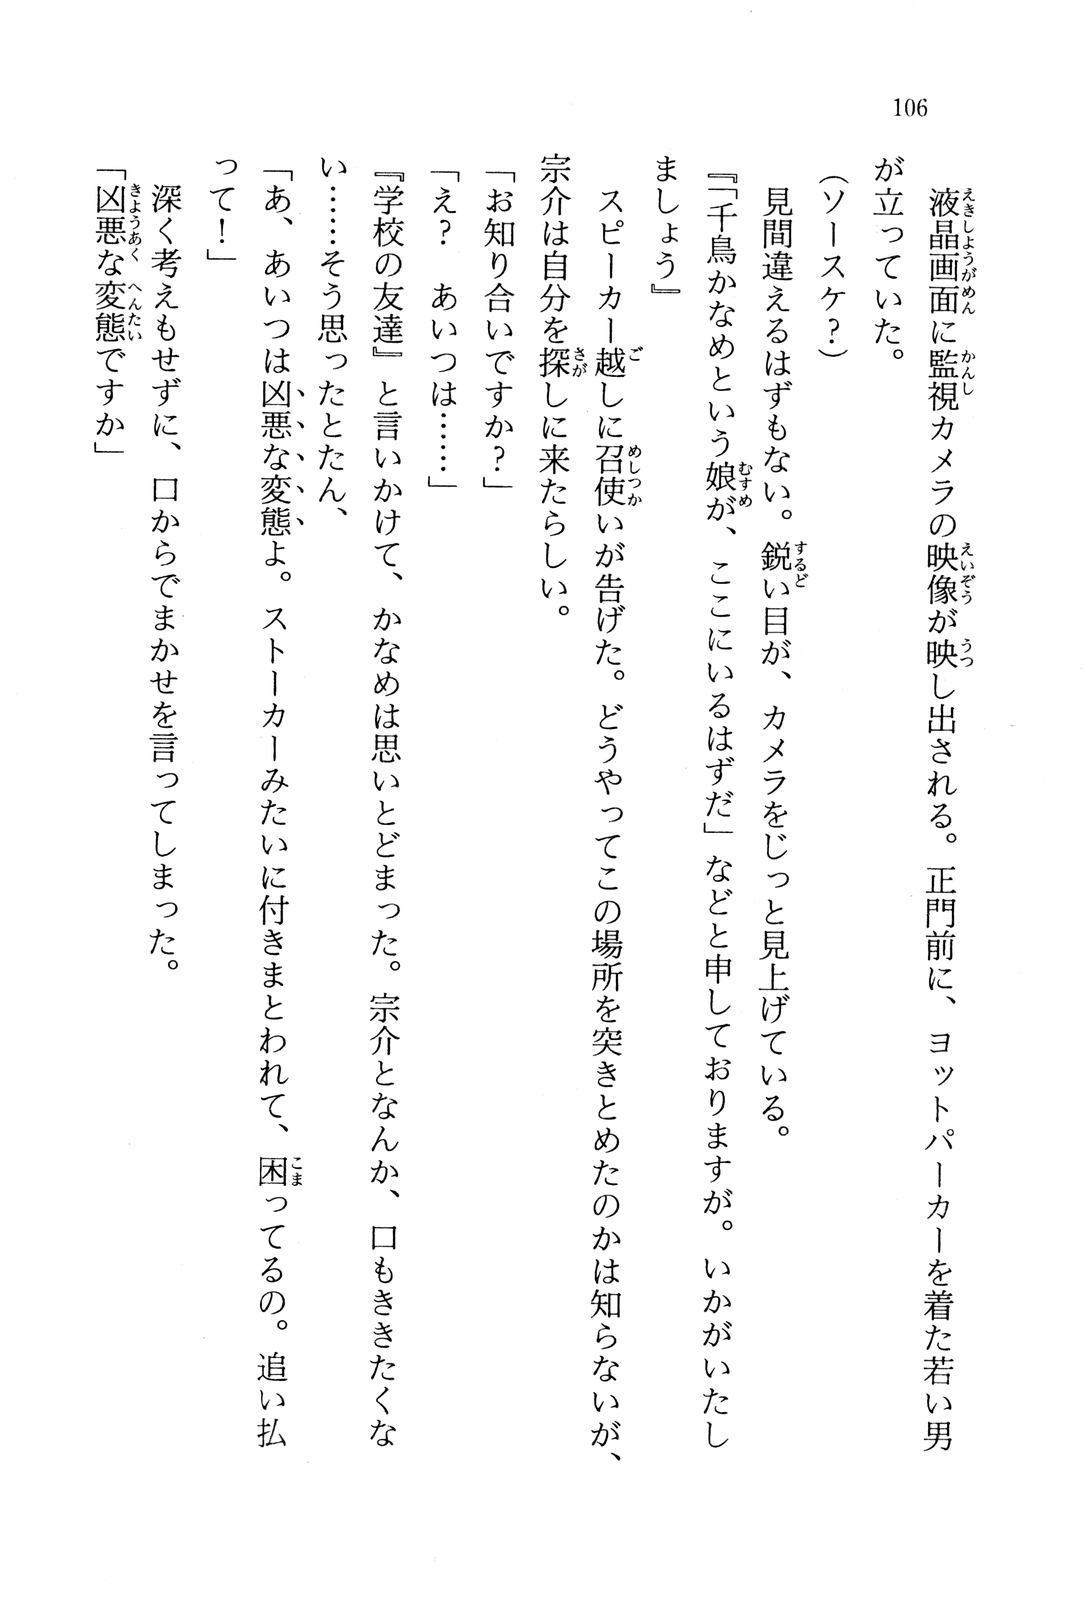 106
液晶画面に監視カメラの映像が映し出される。正門前に、ヨットパーカーを着た若い男
が立っていた。
(ソースケ?)
見間違えるはずもない。鋭い目が、カメラをじっと見上げている。
『「千鳥かなめという娘が、ここにいるはずだ」などと申しておりますが。いかがいたし
ましょう』
スピーカー越しに召使いが告げた。どうやってこの場所を突きとめたのかは知らないが、
宗介は自分を探しに来たらしい。
「お知り合いですか?」
「え? あいつは……」
『学校の友達』と言いかけて、かなめは思いとどまった。宗介となんか、口もききたくな
い……そう思ったとたん、
「あ、あいつは凶悪な変態よ。ストーカーみたいに付きまとわれて、困ってるの。追い払
って!」
深く考えもせずに、口からでまかせを言ってしまった。
「凶悪な変態ですか」